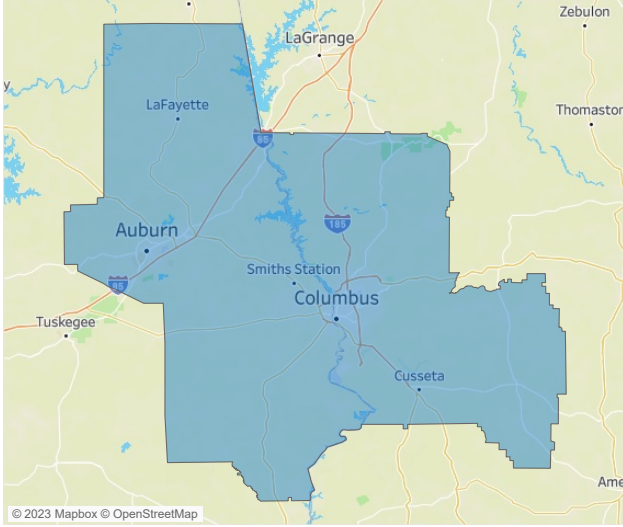 Zebulon
LaGrange
y
LaFayette
Thomaston
85
185
Auburn
Smiths Station
85
Columbus
Tuskegee
Cusseta
Ame
© 2023 Mapbox © OpenStreetMap